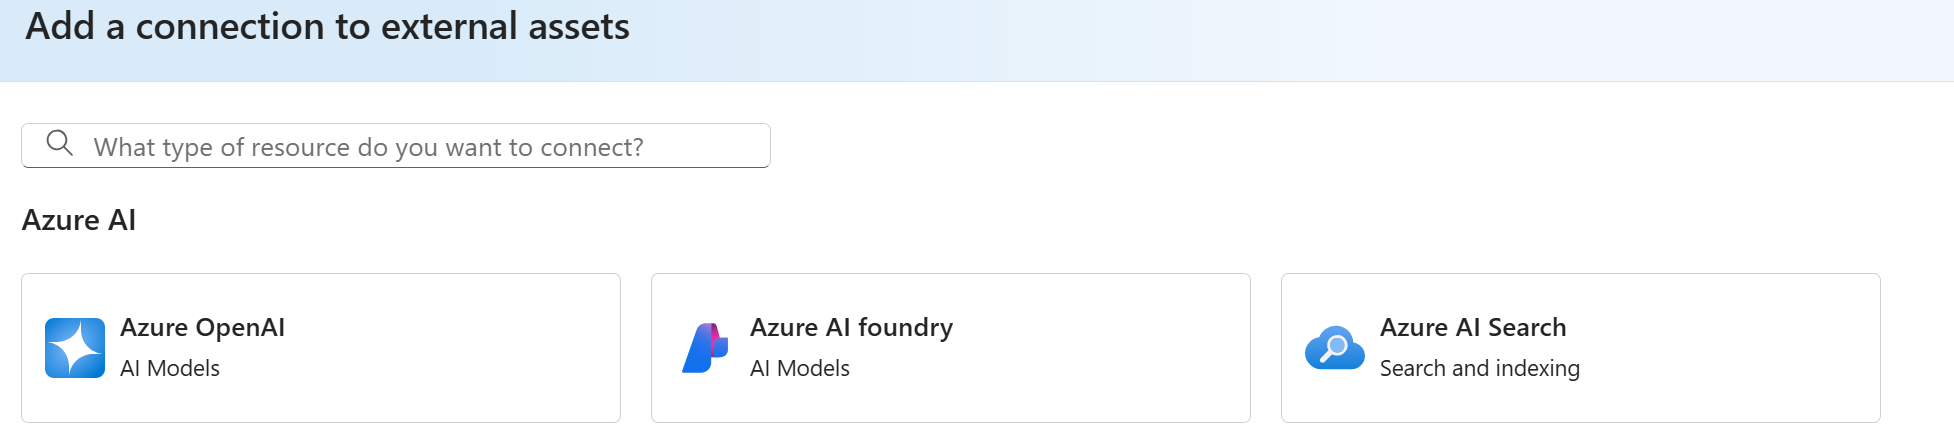 Add a connection to external assets
What type of resource do you want to connect?
Azure AI
Azure OpenAI
AI Models
Azure AI foundry
AI Models
Azure AI Search
Search and indexing